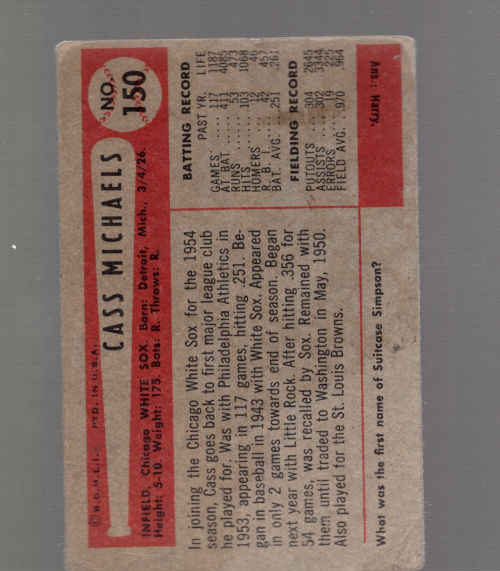 © B.G.H.L.I. PTD. IN U.S.A.
CASS MICHAELS
NO. 150
INFIELD, Chicago WHITE SOX. Born: Detroit, Mich., 3/4/26.
Height: 5-10. Weight: 175. Bats: R. Throws: R.
In joining the Chicago White Sox for the 1954
season, Cass goes back to first major league club
he played for. Was with Philadelphia Athletics in
1953, appearing in 117 games, hitting .251. Be-
gan in baseball in 1943 with White Sox. Appeared
in only 2 games towards end of season. Began
next year with Little Rock. After hitting .356 for
54 games, was recalled by Sox. Remained with
them until traded to Washington in May, 1950.
Also played for the St. Louis Browns.
BATTING RECORD
PAST YR. LIFE
GAMES 117 1187
AT BAT 411 4085
RUNS 53 473
HITS 103 1068
HOMERS 12 46
R. B. I. 42 457
BAT. AVG. .251 .261
FIELDING RECORD
PUTOUTS 304 2645
ASSISTS 302 3344
ERRORS 19 225
FIELD AVG. .970 .964
What was the first name of Suitcase Simpson?
Ans.: Harry.